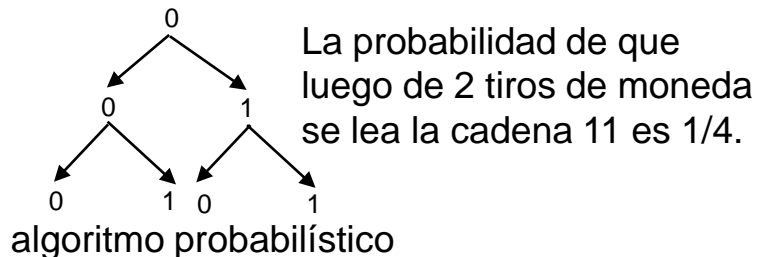 0
La probabilidad de que
luego de 2 tiros de moneda
0 1
se lea la cadena 11 es 1/4.
0 1 0 1
algoritmo probabilístico